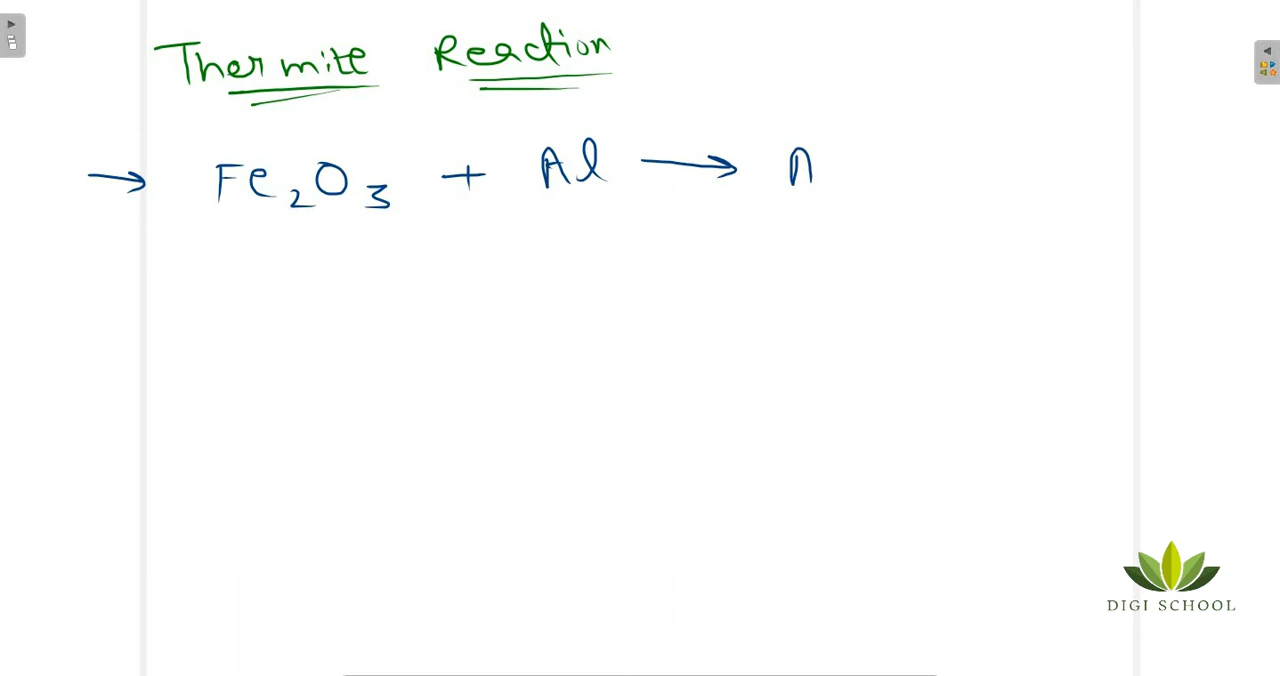 Thermite Reaction
→ Fe₂O₃ + Al → A
DIGI SCHOOL